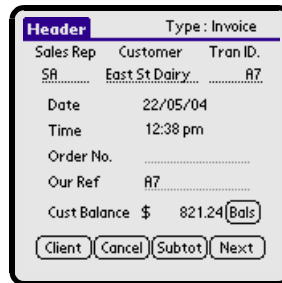 Header Type : Invoice
Sales Rep Customer Tran ID.
SA East St Dairy A7
Date 22/05/04
Time 12:38 pm
Order No.
Our Ref A7
Cust Balance $ 821.24 Bals
Client Cancel Subtot Next